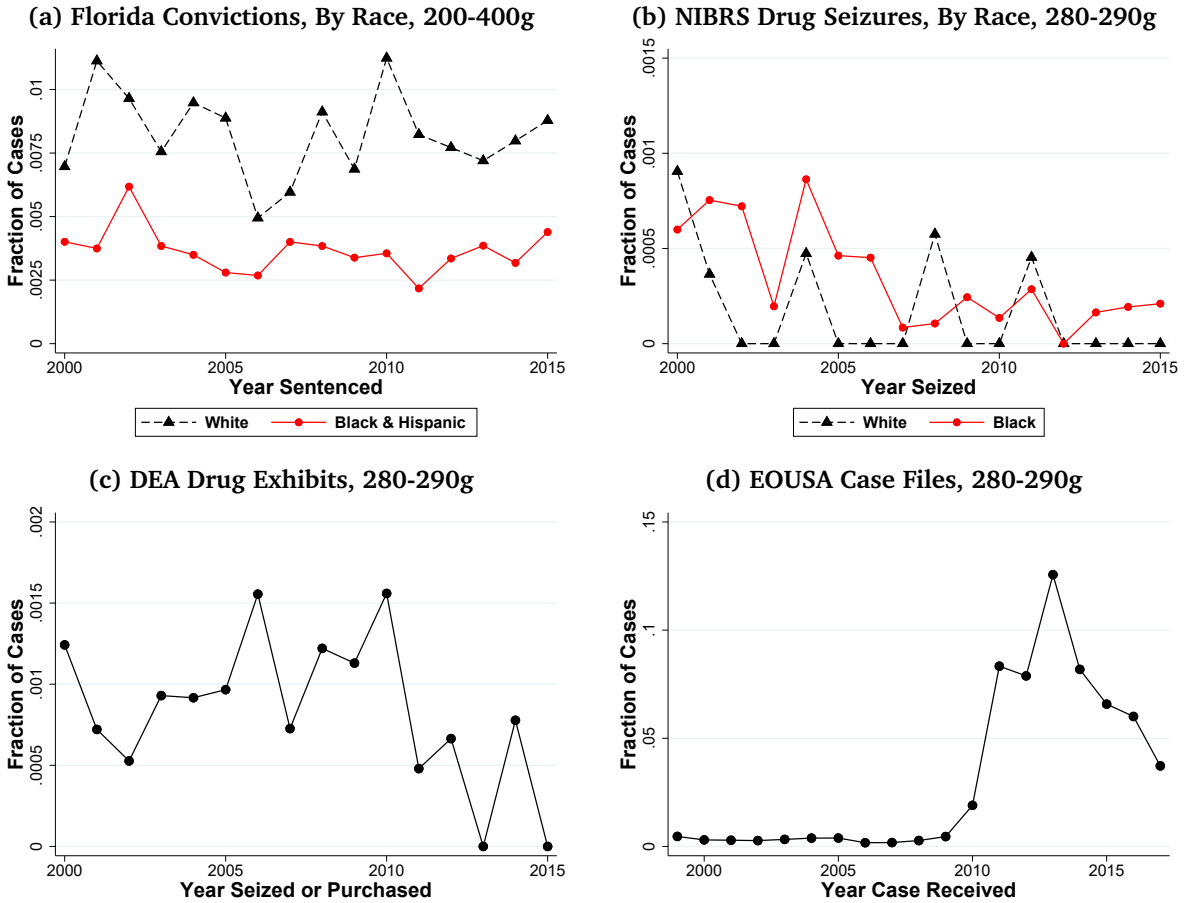 (a) Florida Convictions, By Race, 200-400g
Fraction of Cases
0 .0025 .005 .0075 .01
2000 2005 2010 2015
Year Sentenced
White Black & Hispanic
(b) NIBRS Drug Seizures, By Race, 280-290g
Fraction of Cases
0 .0005 .001 .0015
2000 2005 2010 2015
Year Seized
White Black
(c) DEA Drug Exhibits, 280-290g
Fraction of Cases
0 .0005 .001 .0015 .002
2000 2005 2010 2015
Year Seized or Purchased
(d) EOUSA Case Files, 280-290g
Fraction of Cases
0 .05 .1 .15
2000 2005 2010 2015
Year Case Received